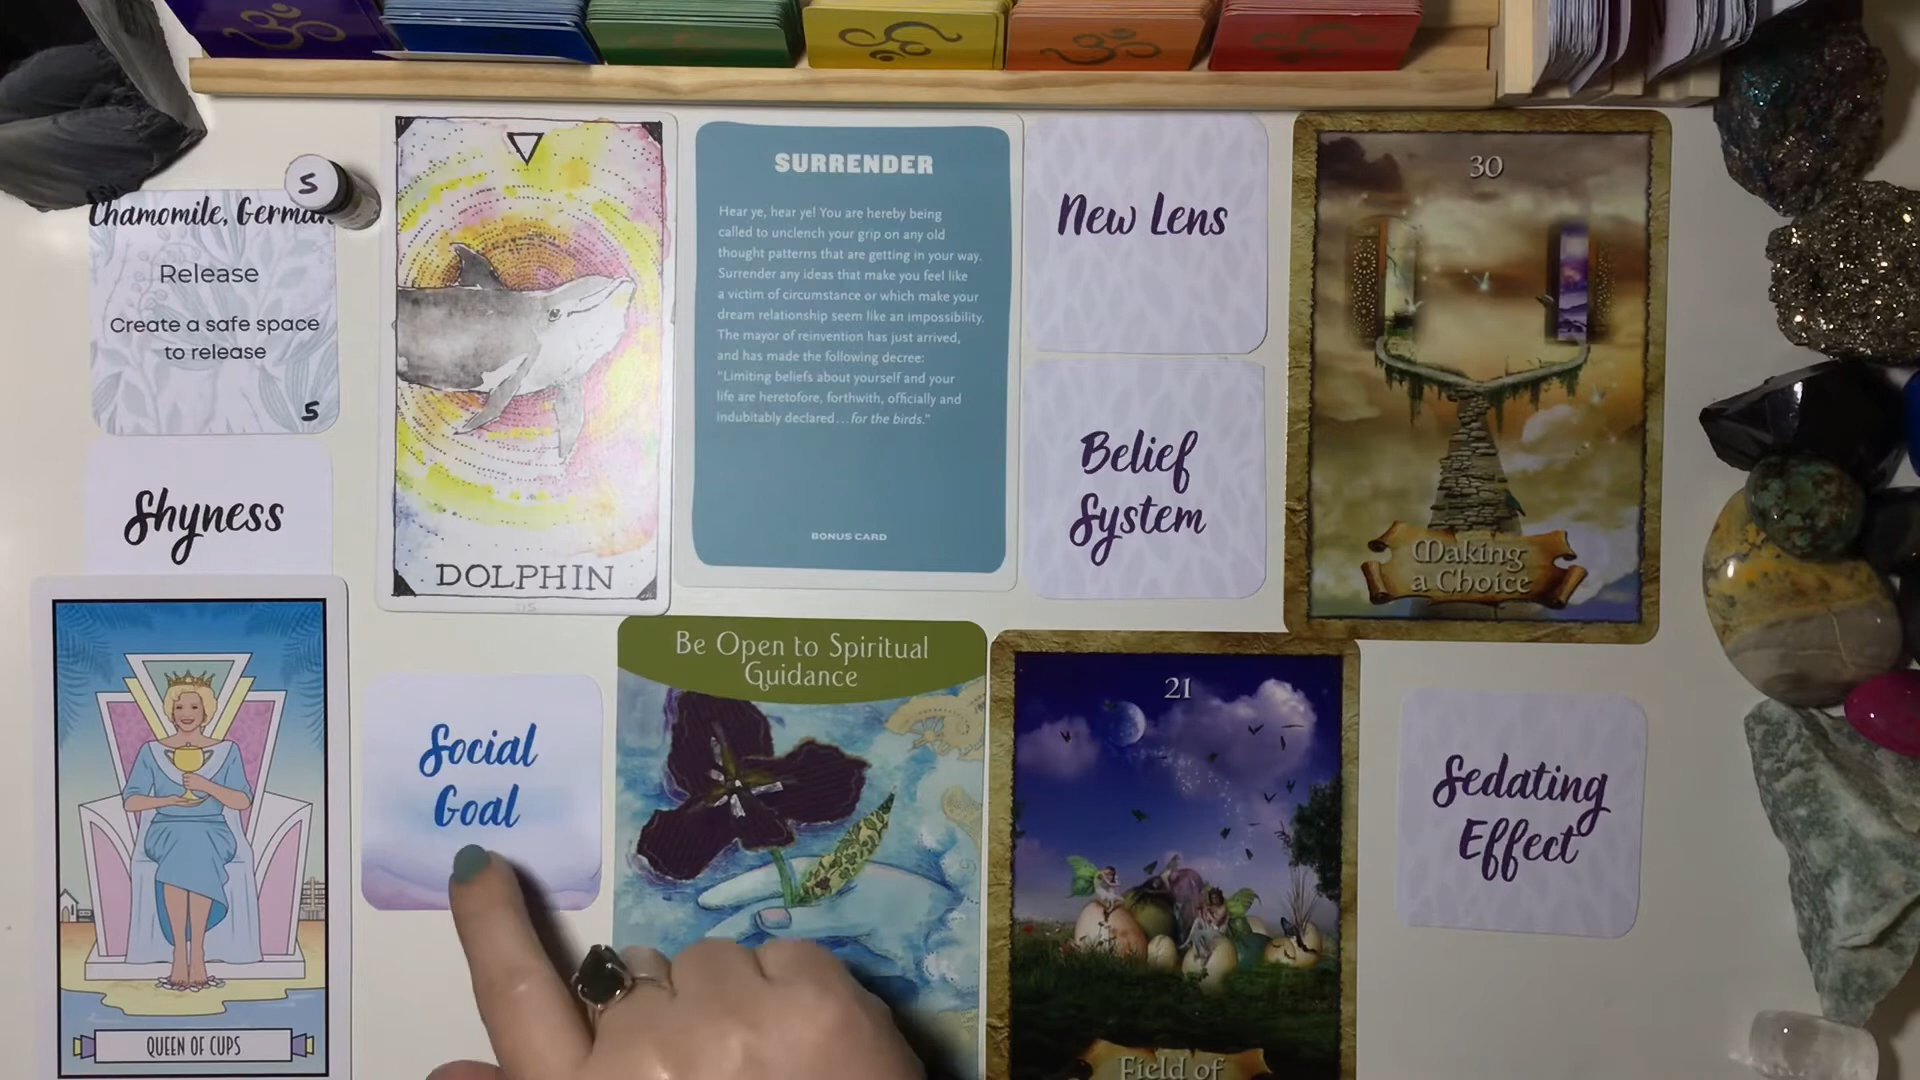 Chamomile, German
Release
Create a safe space
to release
5
5
Shyness
DOLPHIN
115
SURRENDER
Hear ye, hear ye! You are hereby being
called to unclench your grip on any old
thought patterns that are getting in your way.
Surrender any ideas that make you feel like
a victim of circumstance or which make your
dream relationship seem like an impossibility.
The mayor of reinvention has just arrived,
and has made the following decree:
"Limiting beliefs about yourself and your
life are heretofore, forthwith, officially and
indubitably declared...for the birds."
BONUS CARD
New Lens
Belief
System
30
Making
a Choice
QUEEN OF CUPS
Social
Goal
Be Open to Spiritual
Guidance
21
Field of
Sedating
Effect